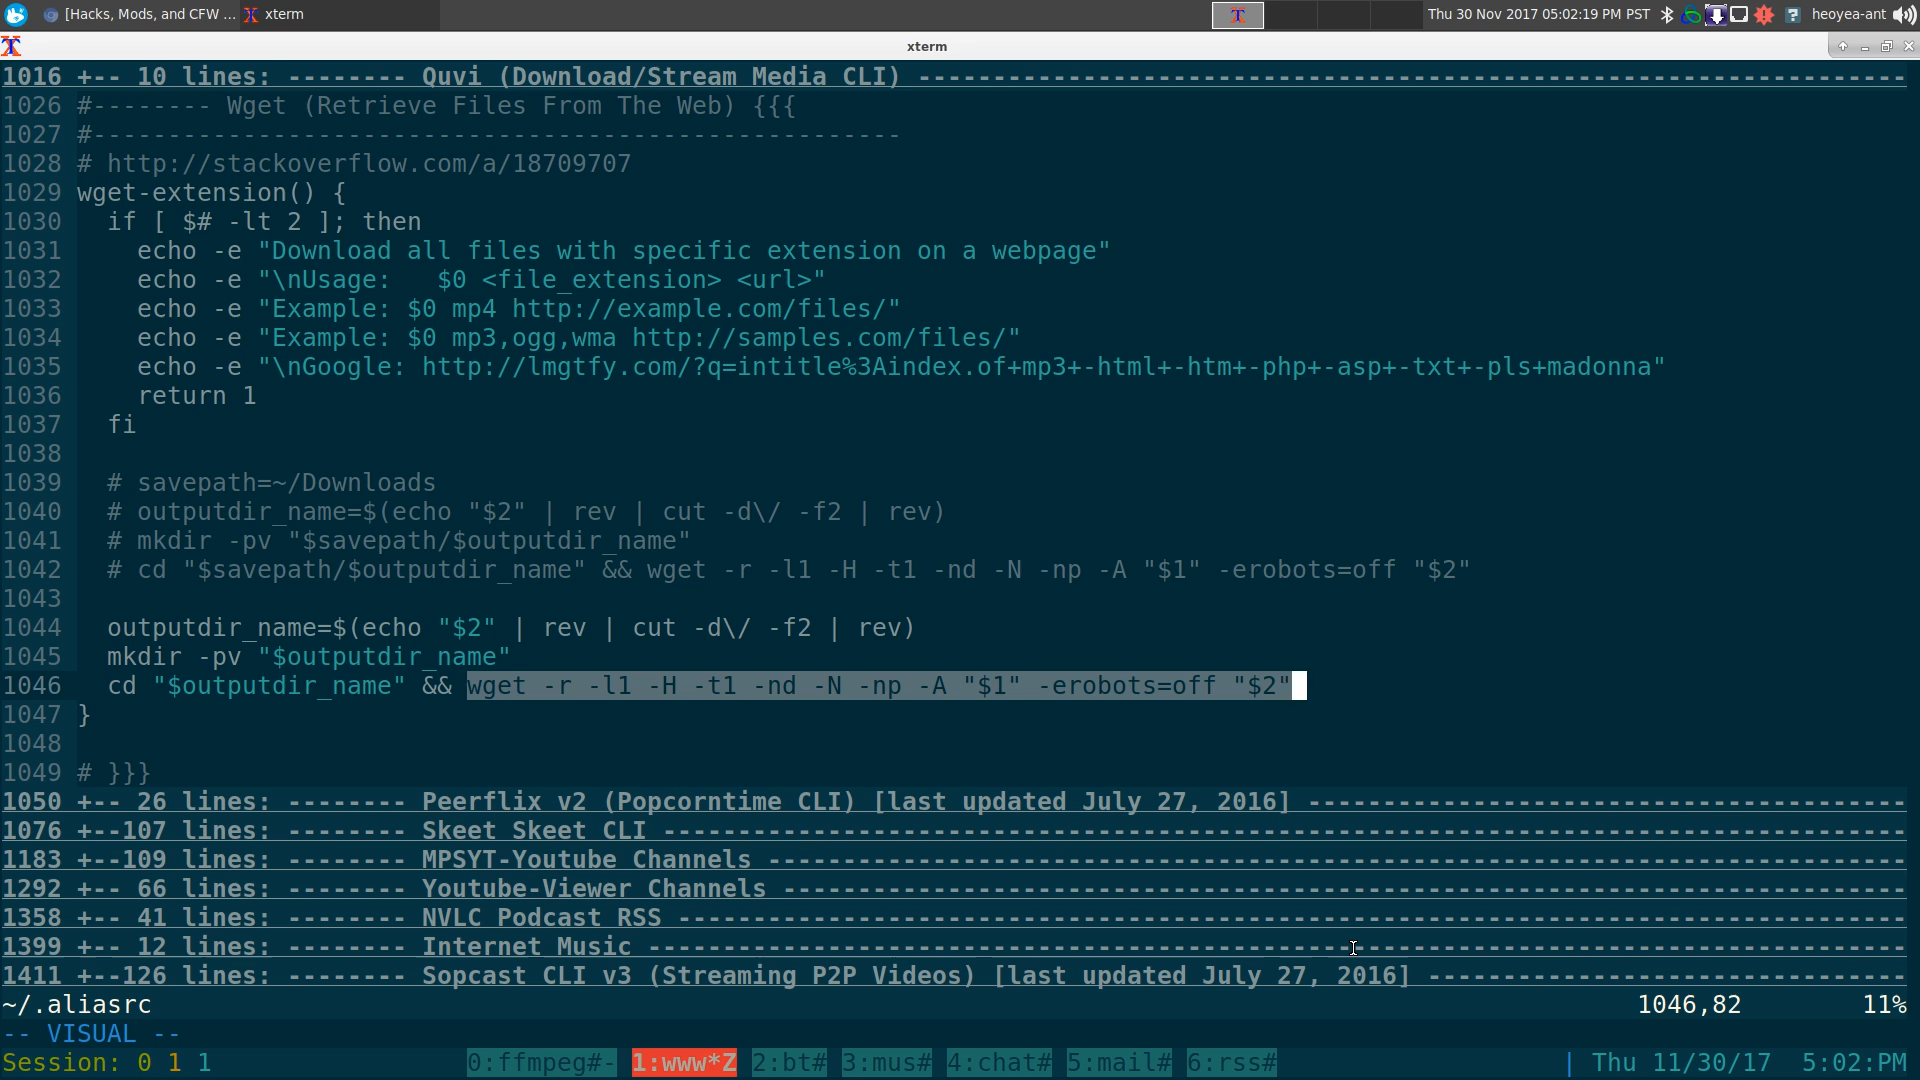 [Hacks, Mods, and CFW ... xterm Thu 30 Nov 2017 05:02:19 PM PST heoyea-ant
xterm
1016 +-- 10 lines: -------- Quvi (Download/Stream Media CLI) ------------------------------------------------------------------
1026 #-------- Wget (Retrieve Files From The Web) {{{
1027 #------------------------------------------------------
1028 # http://stackoverflow.com/a/18709707
1029 wget-extension() {
1030   if [ $# -lt 2 ]; then
1031     echo -e "Download all files with specific extension on a webpage"
1032     echo -e "\nUsage:   $0 <file_extension> <url>"
1033     echo -e "Example: $0 mp4 http://example.com/files/"
1034     echo -e "Example: $0 mp3,ogg,wma http://samples.com/files/"
1035     echo -e "\nGoogle: http://lmgtfy.com/?q=intitle%3Aindex.of+mp3+-html+-htm+-php+-asp+-txt+-pls+madonna"
1036     return 1
1037   fi
1038
1039   # savepath=~/Downloads
1040   # outputdir_name=$(echo "$2" | rev | cut -d\/ -f2 | rev)
1041   # mkdir -pv "$savepath/$outputdir_name"
1042   # cd "$savepath/$outputdir_name" && wget -r -l1 -H -t1 -nd -N -np -A "$1" -erobots=off "$2"
1043
1044   outputdir_name=$(echo "$2" | rev | cut -d\/ -f2 | rev)
1045   mkdir -pv "$outputdir_name"
1046   cd "$outputdir_name" && wget -r -l1 -H -t1 -nd -N -np -A "$1" -erobots=off "$2"
1047 }
1048
1049 # }}}
1050 +-- 26 lines: -------- Peerflix v2 (Popcorntime CLI) [last updated July 27, 2016] ----------------------------------------
1076 +--107 lines: -------- Skeet Skeet CLI -----------------------------------------------------------------------------------
1183 +--109 lines: -------- MPSYT-Youtube Channels ----------------------------------------------------------------------------
1292 +-- 66 lines: -------- Youtube-Viewer Channels ---------------------------------------------------------------------------
1358 +-- 41 lines: -------- NVLC Podcast RSS ----------------------------------------------------------------------------------
1399 +-- 12 lines: -------- Internet Music ------------------------------------------------------------------------------------
1411 +--126 lines: -------- Sopcast CLI v3 (Streaming P2P Videos) [last updated July 27, 2016] --------------------------------
~/.aliasrc 1046,82 11%
-- VISUAL --
Session: 0 1 1 0:ffmpeg#- 1:www*Z 2:bt# 3:mus# 4:chat# 5:mail# 6:rss# | Thu 11/30/17 5:02:PM